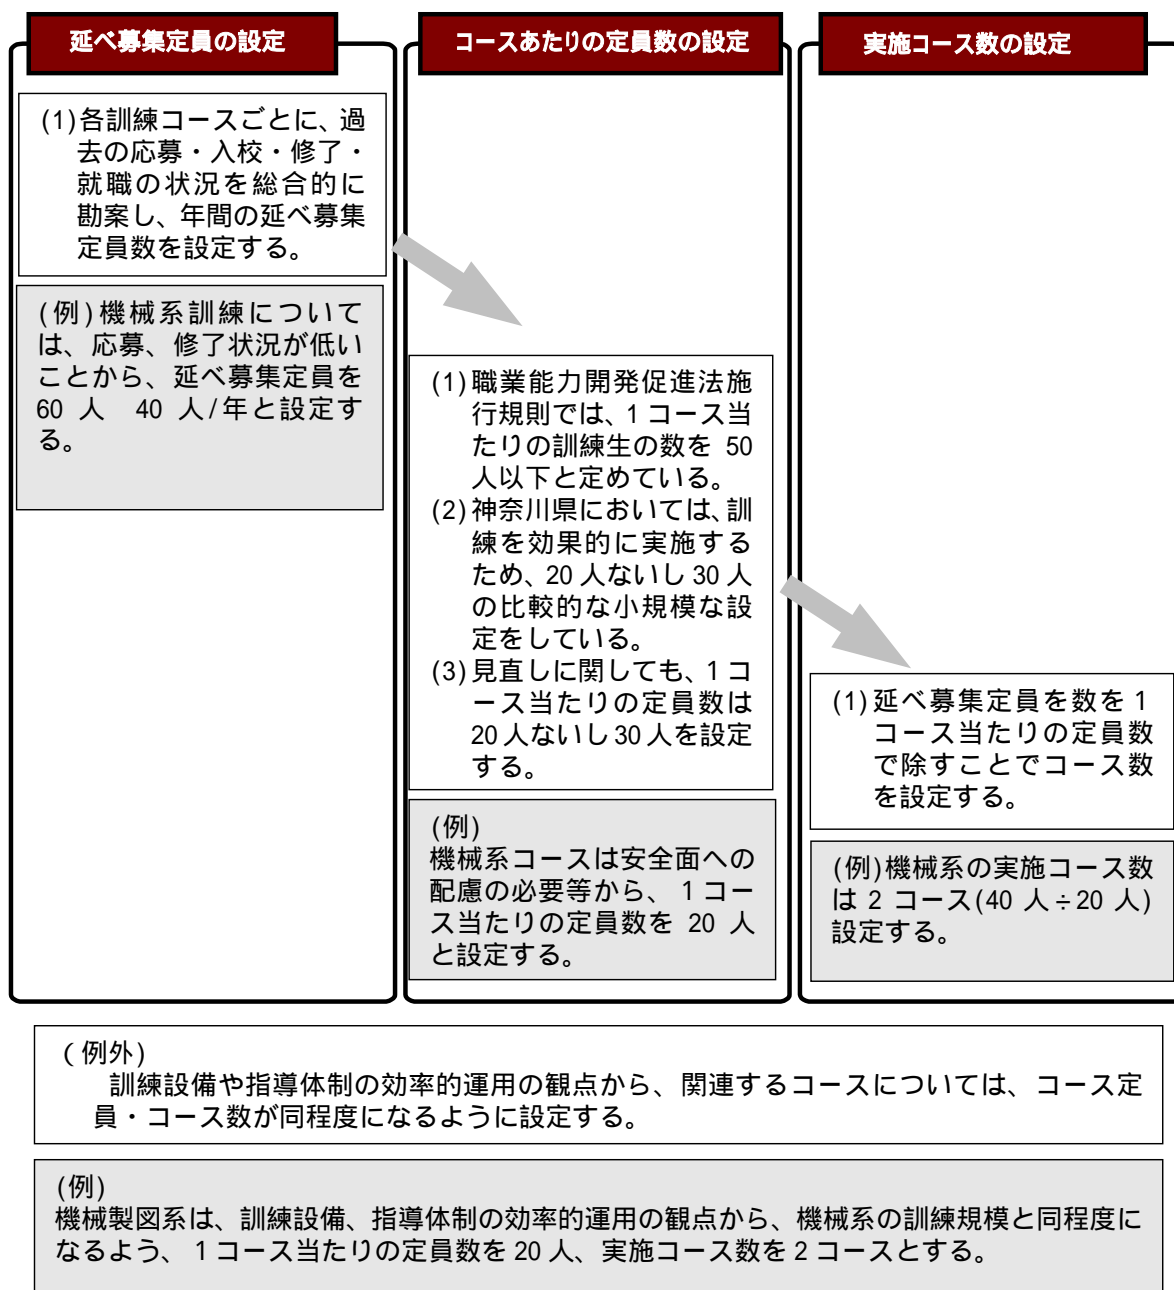 延べ募集定員の設定
(1)各訓練コースごとに、過
去の応募・入校・修了・
就職の状況を総合的に
勘案し、年間の延べ募集
定員数を設定する。
(例)機械系訓練について
は、応募、修了状況が低い
ことから、延べ募集定員を
60 人　40 人/年と設定す
る。
コースあたりの定員数の設定
(1)職業能力開発促進法施
行規則では、1 コース当
たりの訓練生の数を 50
人以下と定めている。
(2)神奈川県においては、訓
練を効果的に実施する
ため、20 人ないし 30 人
の比較的な小規模な設
定をしている。
(3)見直しに関しても、1 コ
ース当たりの定員数は
20 人ないし 30 人を設定
する。
(例)
機械系コースは安全面への
配慮の必要等から、１コー
ス当たりの定員数を 20 人
と設定する。
実施コース数の設定
(1)延べ募集定員を数を 1
コース当たりの定員数
で除すことでコース数
を設定する。
(例)機械系の実施コース数
は 2 コース(40 人÷20 人)
設定する。
(例外)
訓練設備や指導体制の効率的運用の観点から、関連するコースについては、コース定
員・コース数が同程度になるように設定する。
(例)
機械製図系は、訓練設備、指導体制の効率的運用の観点から、機械系の訓練規模と同程度に
なるよう、１コース当たりの定員数を 20 人、実施コース数を 2 コースとする。